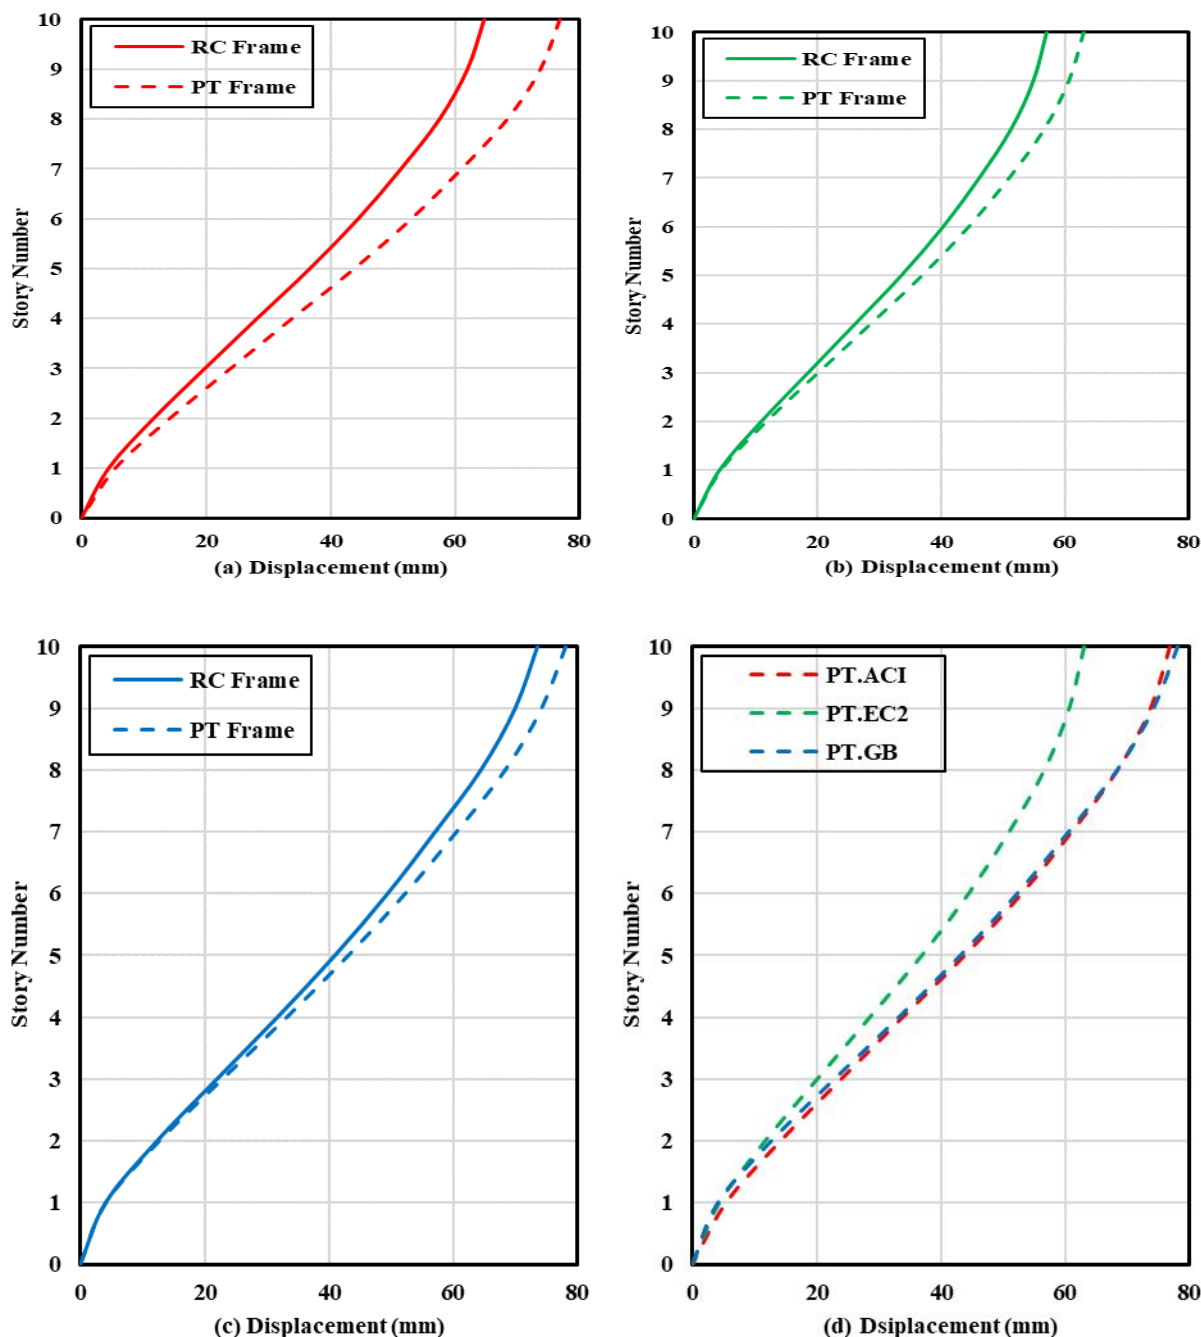 10
9
8
7
6
5
4
3
2
1
0
Story Number
RC Frame
PT Frame
0 20 40 60 80
(a) Displacement (mm)
10
9
8
7
6
5
4
3
2
1
0
Story Number
RC Frame
PT Frame
0 20 40 60 80
(b) Displacement (mm)
10
9
8
7
6
5
4
3
2
1
0
Story Number
RC Frame
PT Frame
0 20 40 60 80
(c) Displacement (mm)
10
9
8
7
6
5
4
3
2
1
0
Story Number
PT.ACI
PT.EC2
PT.GB
0 20 40 60 80
(d) Dsiplacement (mm)